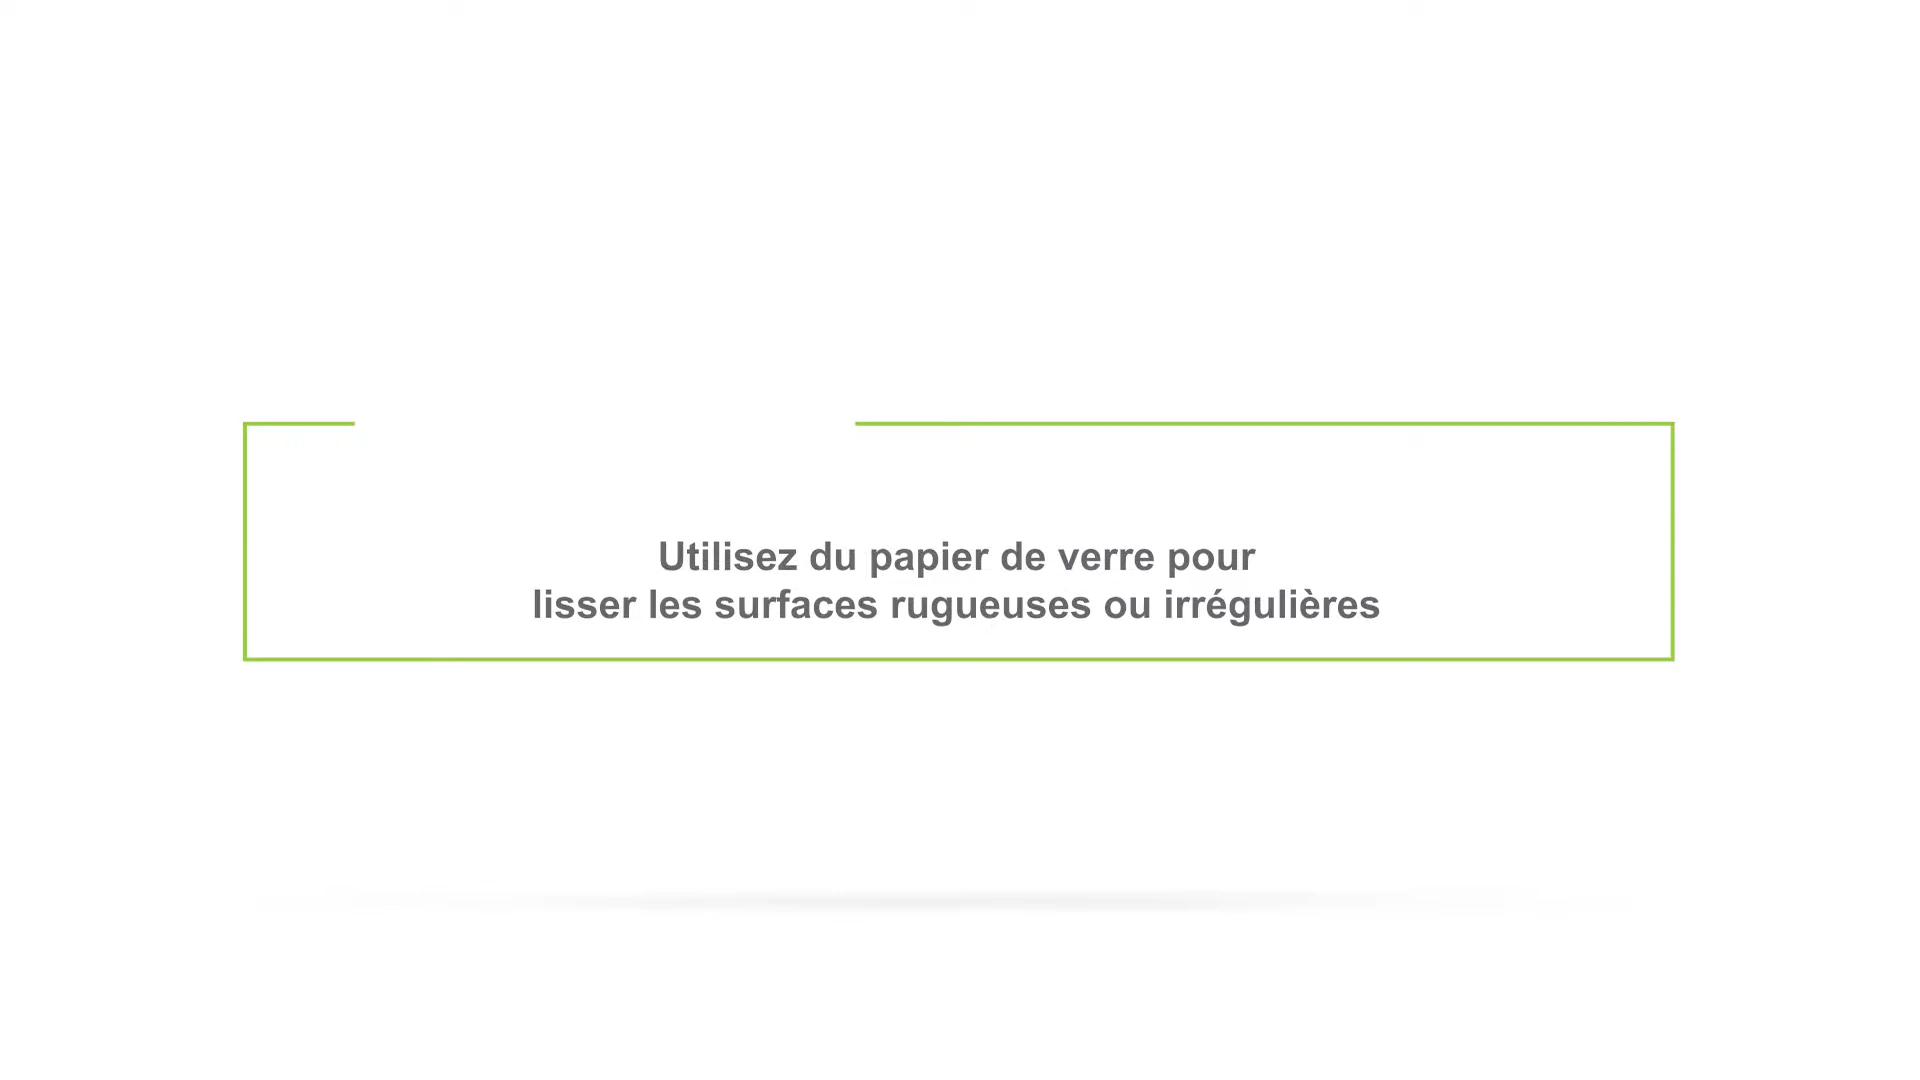 Utilisez du papier de verre pour
lisser les surfaces rugueuses ou irrégulières